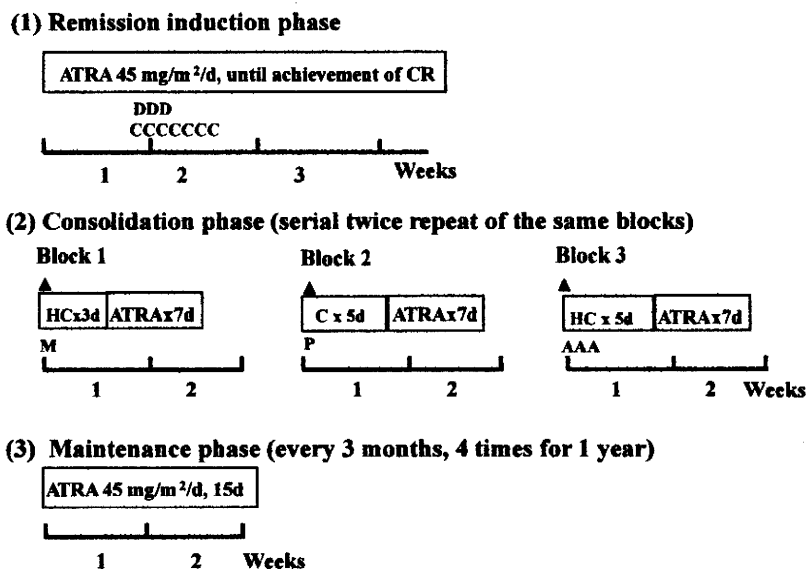 (1) Remission induction phase
ATRA 45 mg/m²/d, until achievement of CR
DDD
CCCCCCC
1 2 3 Weeks
(2) Consolidation phase (serial twice repeat of the same blocks)
Block 1 Block 2 Block 3
HCx3d ATRAx7d C x 5d ATRAx7d HC x 5d ATRAx7d
M P AAA
1 2 1 2 1 2 Weeks
(3) Maintenance phase (every 3 months, 4 times for 1 year)
ATRA 45 mg/m²/d, 15d
1 2 Weeks